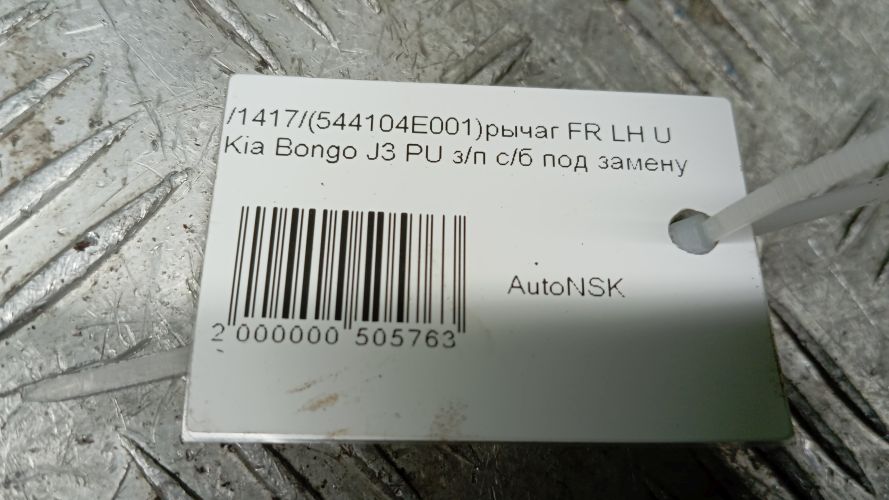 /1417/(544104E001)рычаг FR LH U
Kia Bongo J3 PU з/п с/б под замену
AutoNSK
2 000000 505763